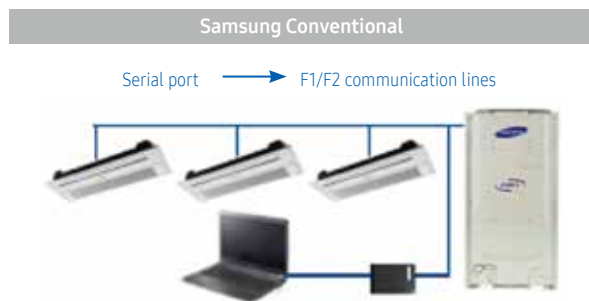 Samsung Conventional
Serial port F1/F2 communication lines
SAMSUNG